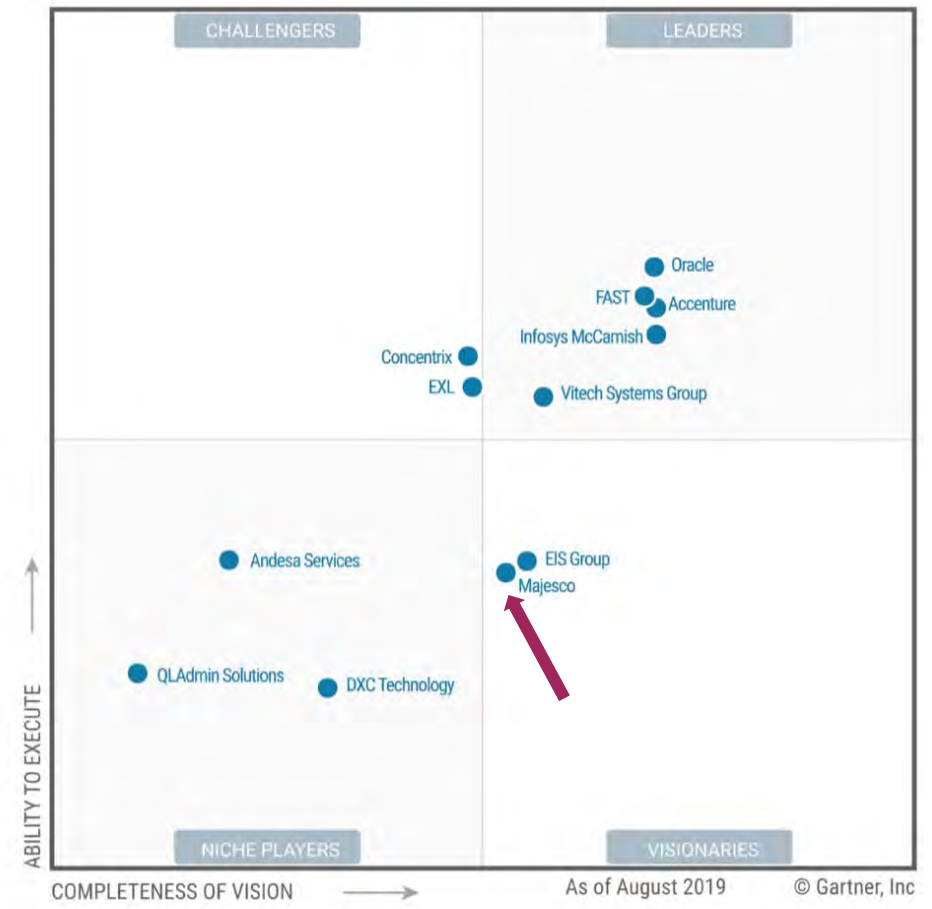 CHALLENGERS
LEADERS
Oracle
FAST
Accenture
Infosys McCamish
Concentrix
EXL
Vitech Systems Group
Andesa Services
EIS Group
Majesco
QLAdmin Solutions
DXC Technology
ABILITY TO EXECUTE
NICHE PLAYERS
VISIONARIES
COMPLETENESS OF VISION
As of August 2019
© Gartner, Inc